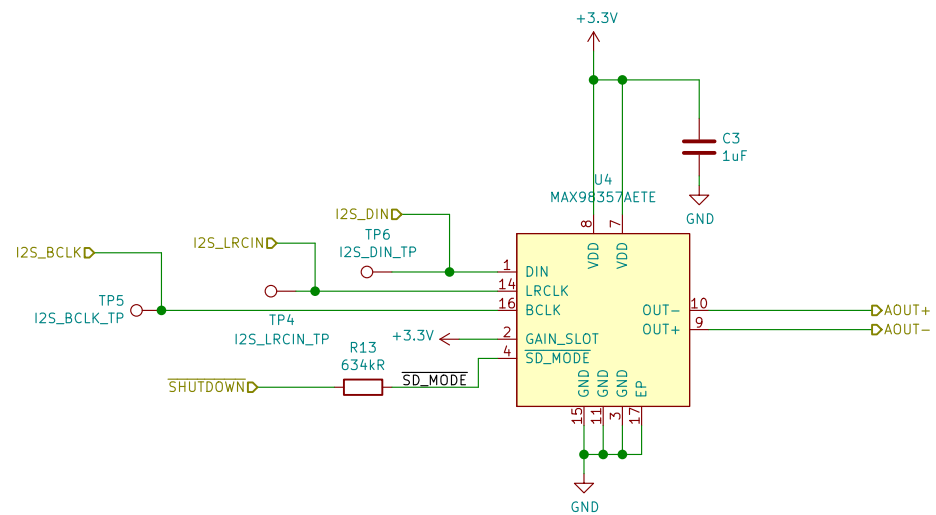 +3.3V
C3
1uF
GND
U4
MAX98357AETE
I2S_DIN
TP6
I2S_DIN_TP
I2S_LRCIN
I2S_BCLK
TP5
I2S_BCLK_TP
TP4
I2S_LRCIN_TP
8
7
VDD
VDD
1
DIN
14
LRCLK
16
BCLK
2
GAIN_SLOT
4
SD_MODE
OUT-
10
AOUT+
OUT+
9
AOUT-
+3.3V
R13
634kR
SD_MODE
SHUTDOWN
GND
GND
GND
EP
15
11
3
17
GND